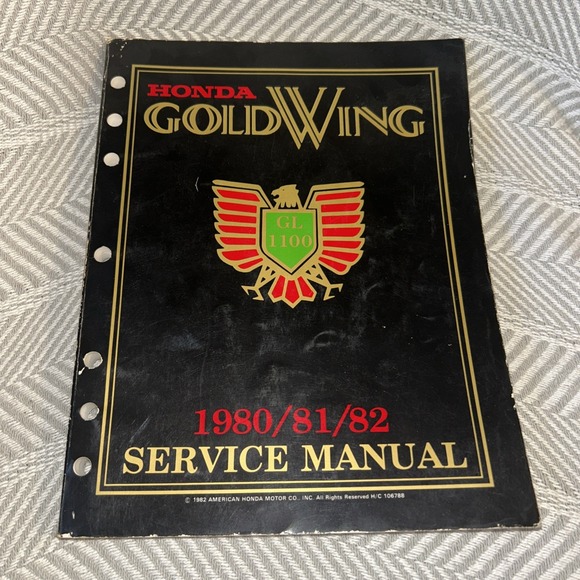 HONDA
GOLDWING
GL
1100
1980/81/82
SERVICE MANUAL
© 1982 AMERICAN HONDA MOTOR CO., INC. All Rights Reserved H/C 106788